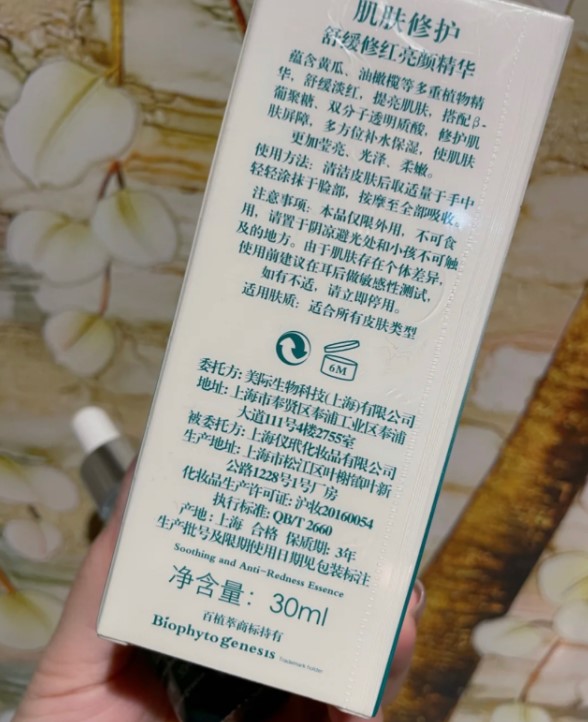 肌肤修护
舒缓修红亮颜精华
蕴含黄瓜、油橄榄等多重植物精
华，舒缓淡红，提亮肌肤，搭配β-
葡聚糖、双分子透明质酸，修护肌
肤屏障，多方位补水保湿，使肌肤
更加莹亮、光泽、柔嫩。
使用方法：清洁皮肤后取适量于手中
轻轻涂抹于脸部，按摩至全部吸收。
注意事项：本品仅限外用，不可食
用，请置于阴凉避光处和小孩不可触
及的地方。由于肌肤存在个体差异，
使用前建议在耳后做敏感性测试，
如有不适，请立即停用。
适用肤质：适合所有皮肤类型
6M
委托方：美际生物科技(上海)有限公司
地址：上海市奉贤区奉浦工业区奉浦
大道111号4楼2755室
被委托方：上海仪玳化妆品有限公司
生产地址：上海市松江区叶榭镇叶新
公路1228号1号厂房
化妆品生产许可证：沪妆20160054
执行标准：QB/T 2660
产地：上海 合格 保质期：3年
生产批号及限期使用日期见包装标注
Soothing and Anti-Redness Essence
净含量：30ml
百植萃商标持有
Biophytogenesis Trademark holder